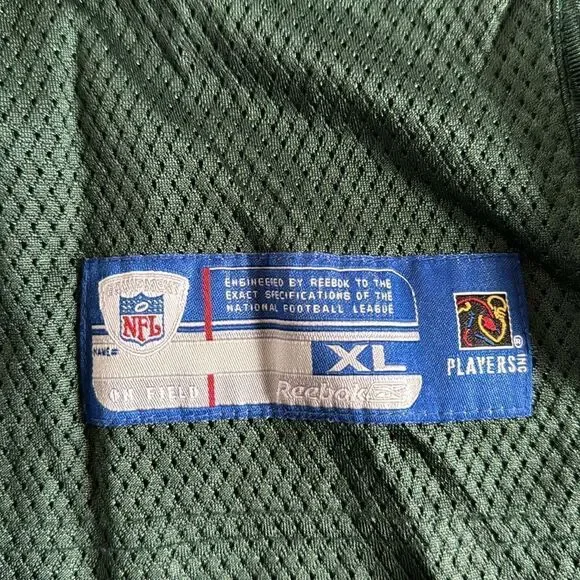 EQUIPMENT
NFL
ENGINEERED BY REEBOK TO THE
EXACT SPECIFICATIONS OF THE
NATIONAL FOOTBALL LEAGUE
NAME#
XL
ON FIELD
Reebok
PLAYERS INC
®